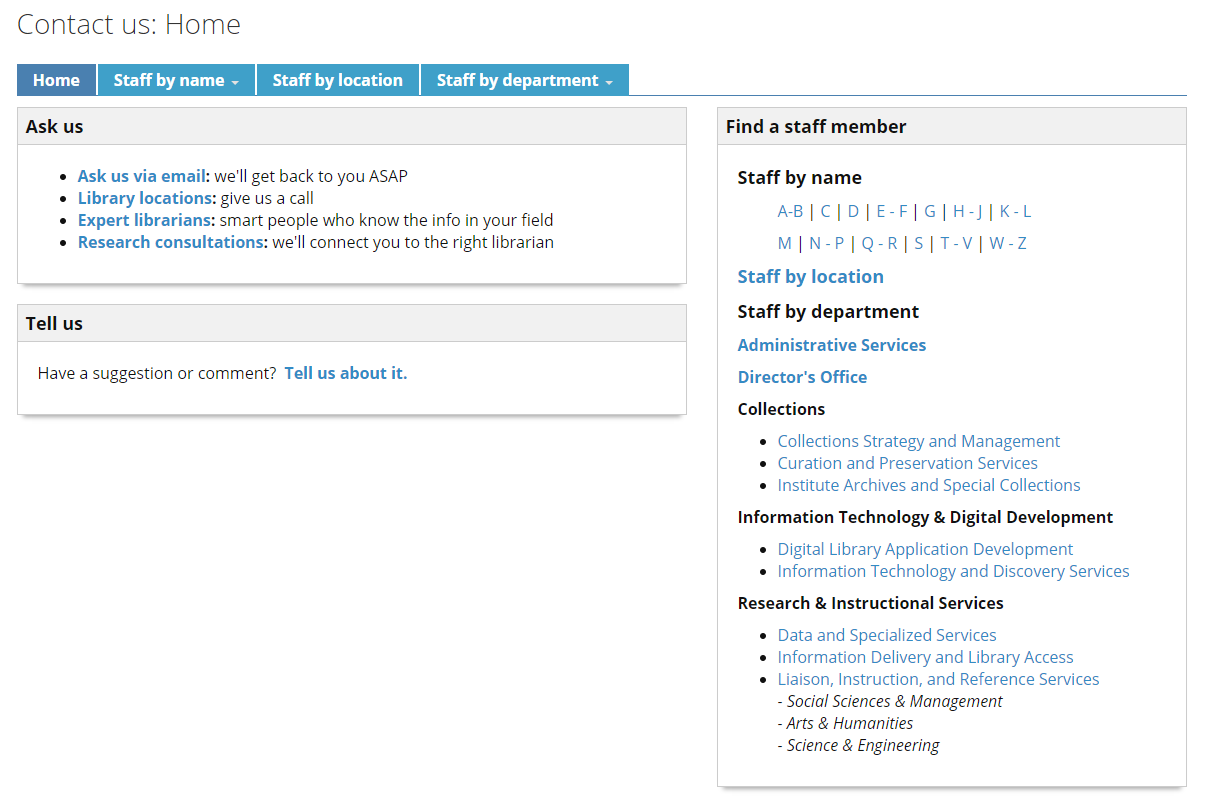 Contact us: Home
Home
Staff by name
Staff by location
Staff by department
Ask us
Ask us via email: we'll get back to you ASAP
Library locations: give us a call
Expert librarians: smart people who know the info in your field
Research consultations: we'll connect you to the right librarian
Tell us
Have a suggestion or comment? Tell us about it.
Find a staff member
Staff by name
A-B | C | D | E - F | G | H - J | K - L
M | N - P | Q - R | S | T - V | W - Z
Staff by location
Staff by department
Administrative Services
Director's Office
Collections
Collections Strategy and Management
Curation and Preservation Services
Institute Archives and Special Collections
Information Technology & Digital Development
Digital Library Application Development
Information Technology and Discovery Services
Research & Instructional Services
Data and Specialized Services
Information Delivery and Library Access
Liaison, Instruction, and Reference Services
- Social Sciences & Management
- Arts & Humanities
- Science & Engineering